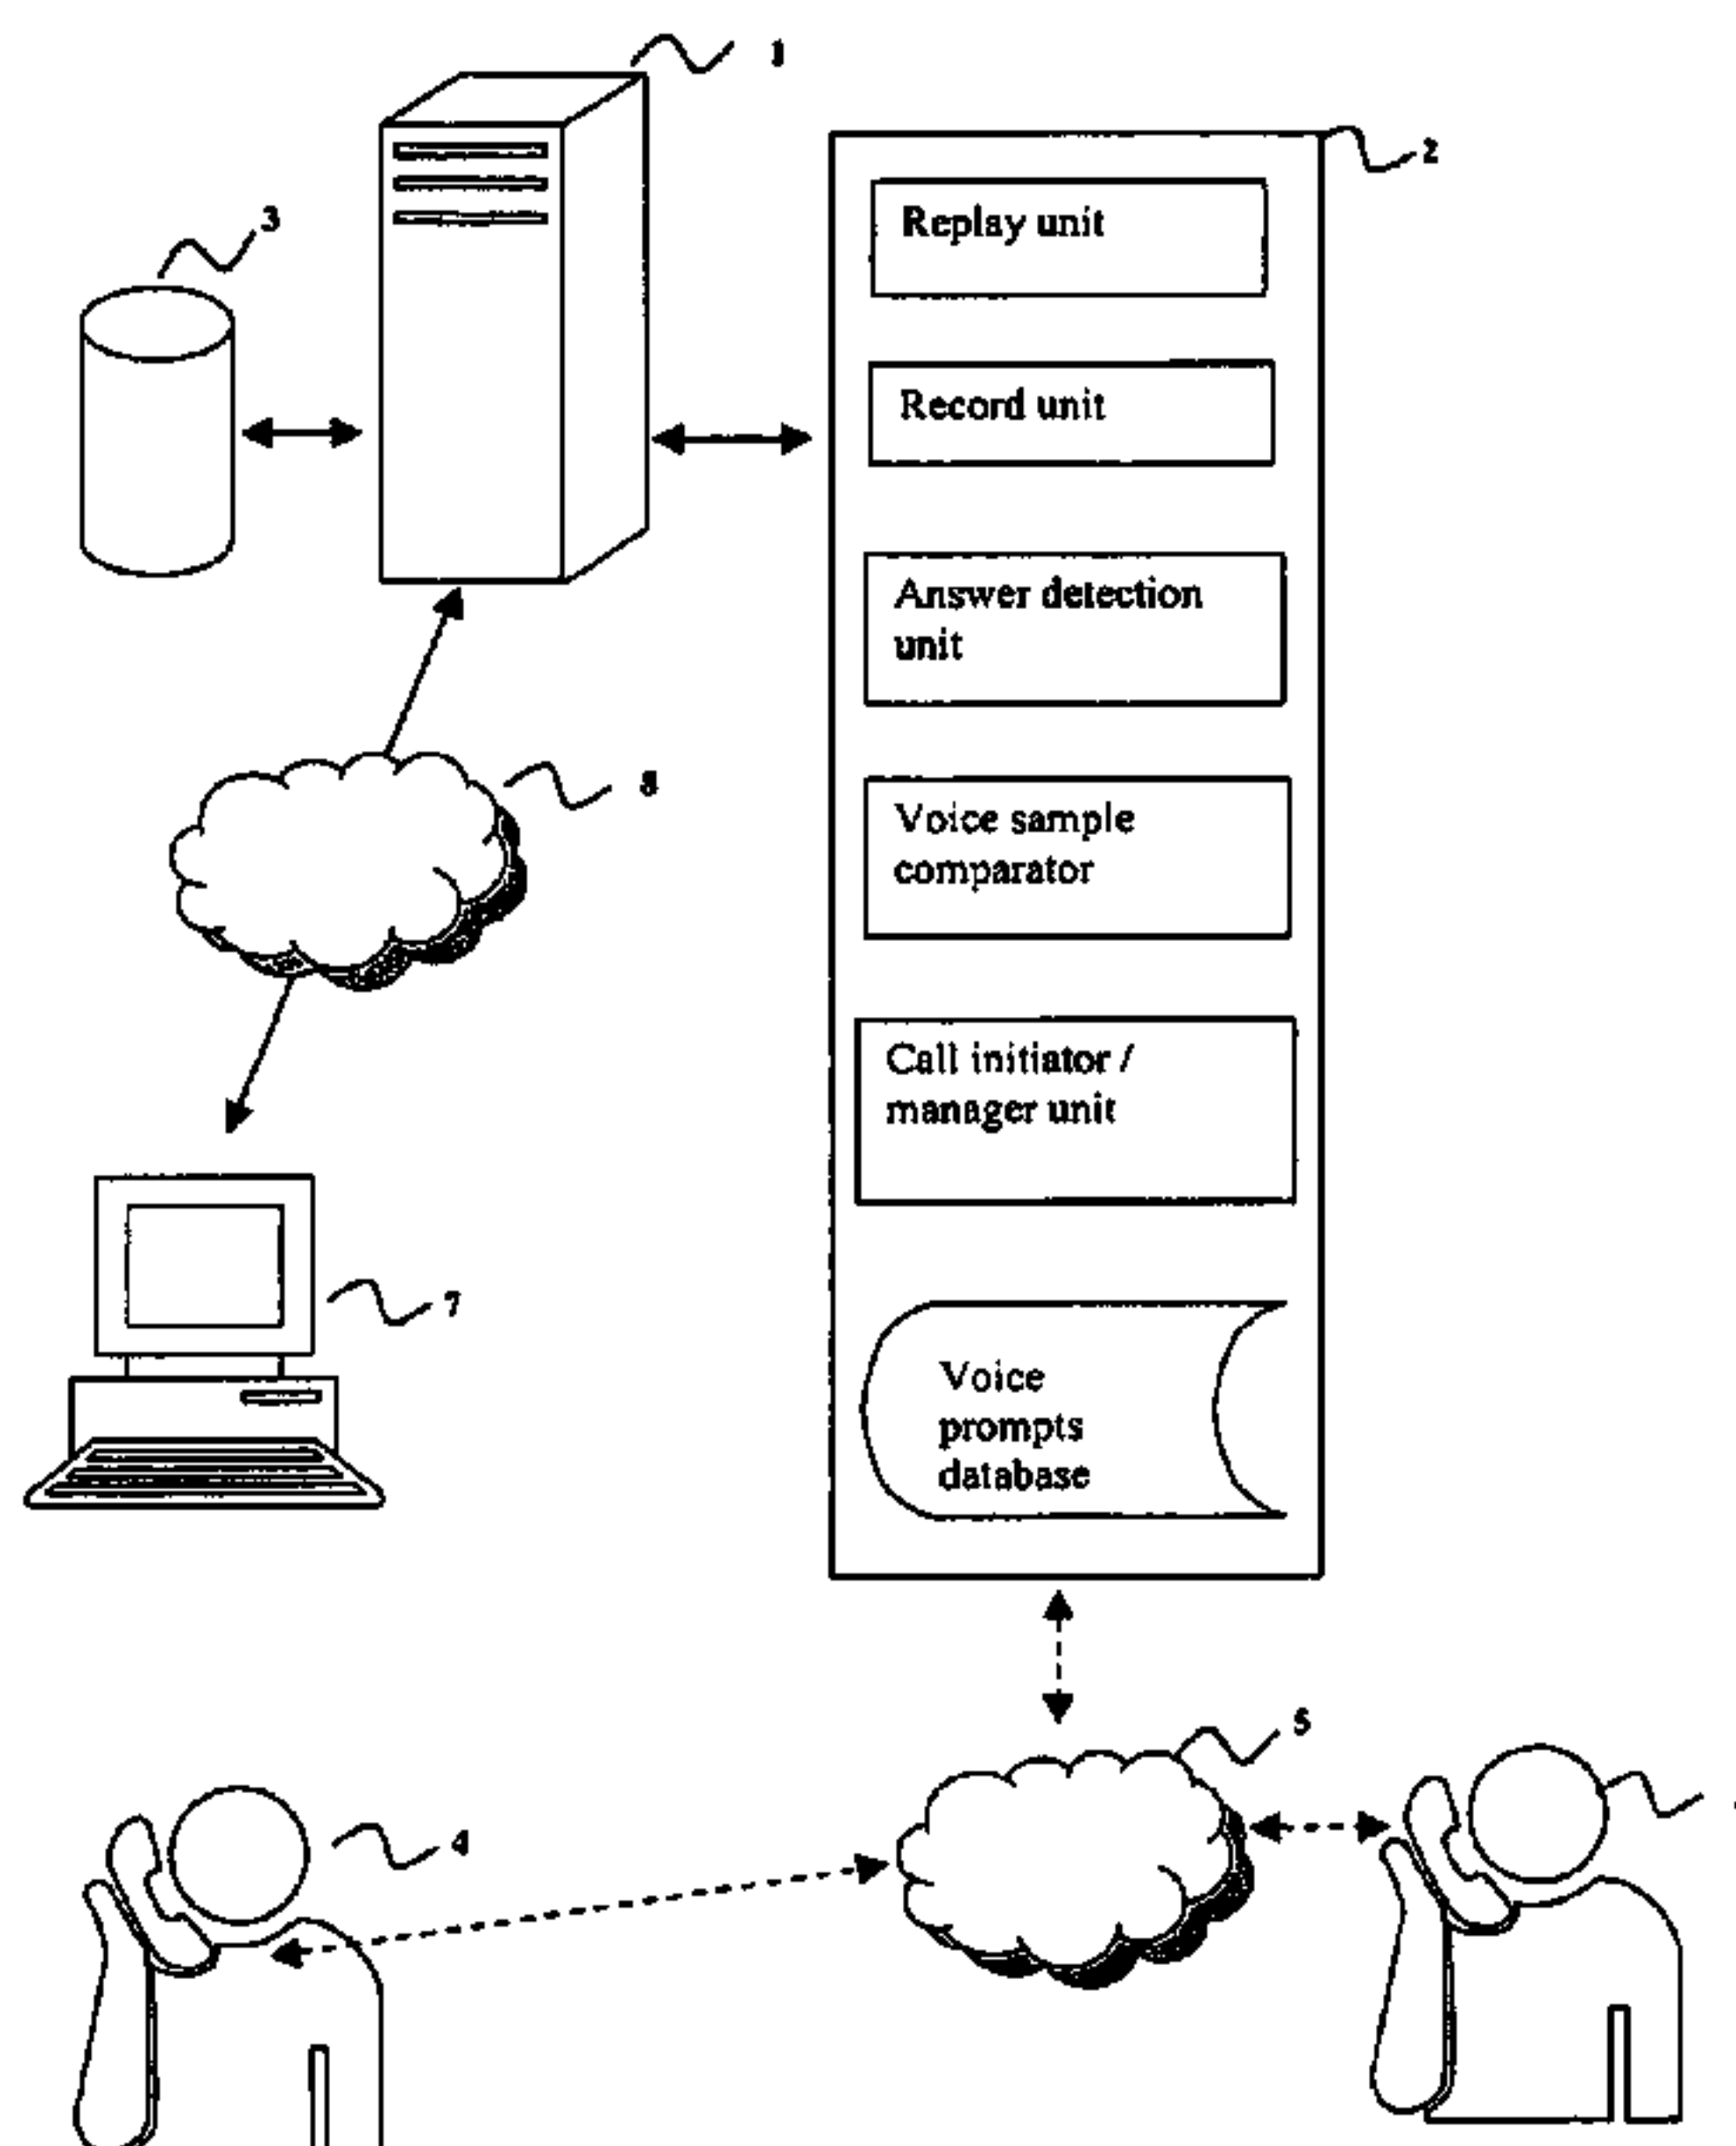 1
2
3
Replay unit
Record unit
Answer detection
unit
8
Voice sample
comparator
Call initiator /
manager unit
7
Voice
prompts
database
5
4